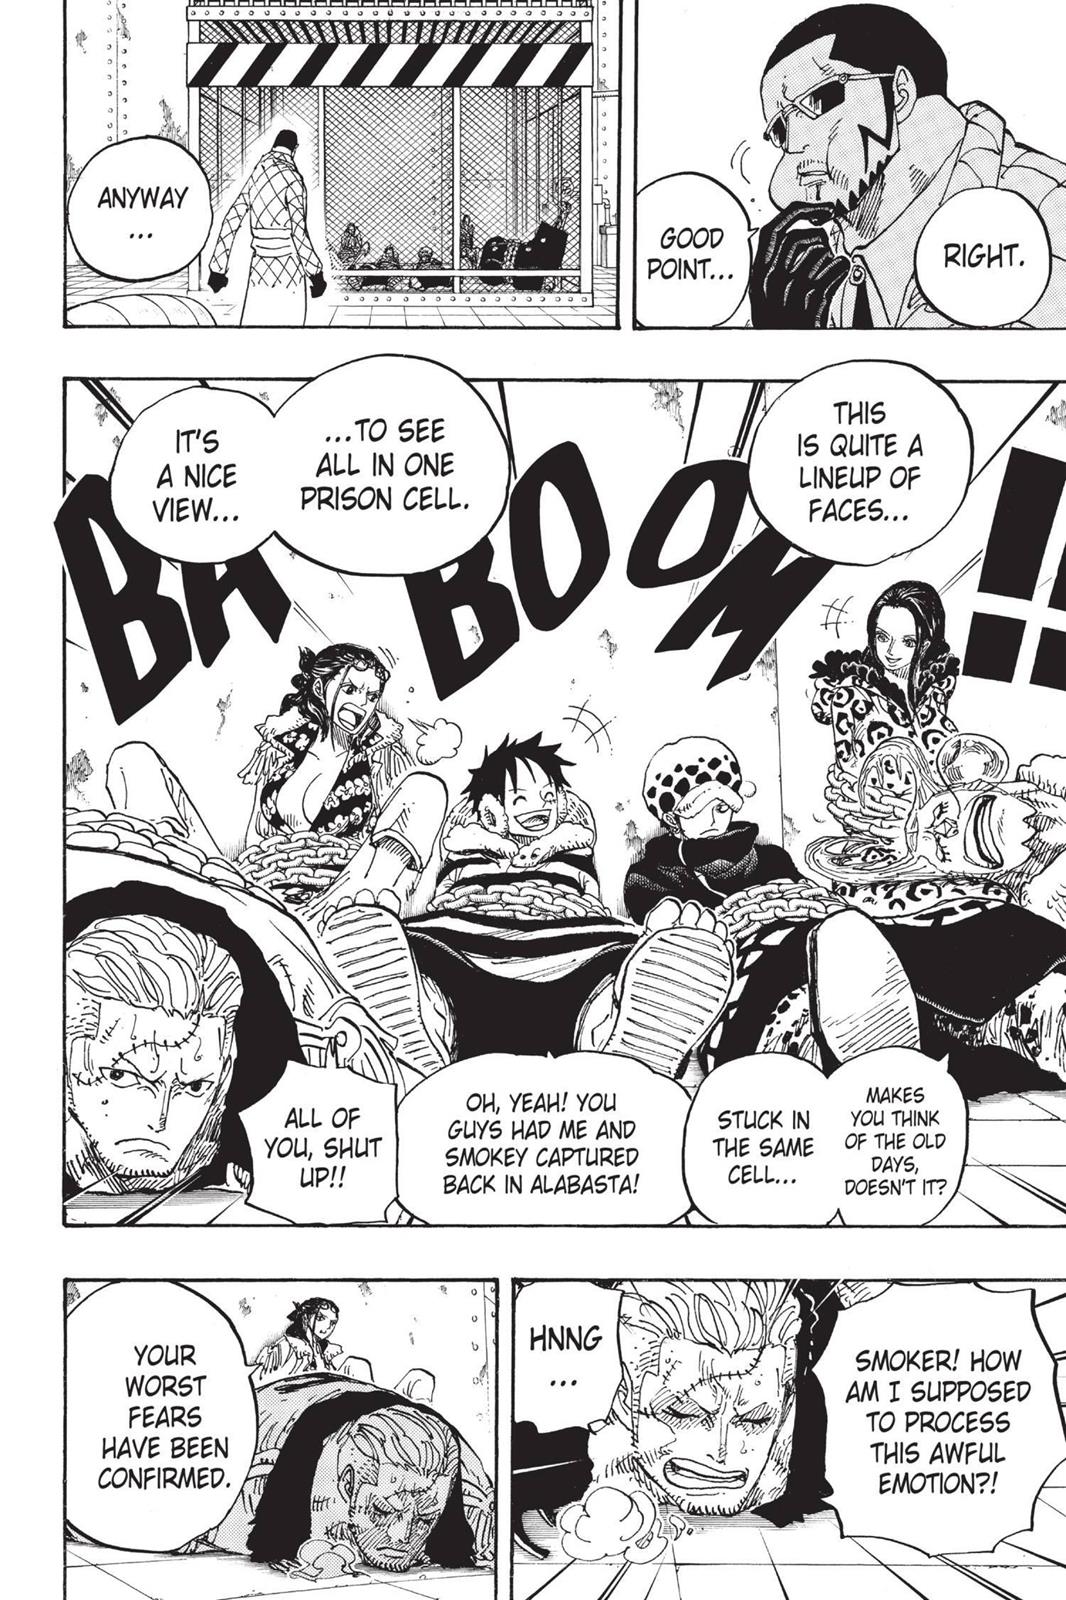 RIGHT.
GOOD
POINT...
ANYWAY
...
THIS
IS QUITE A
LINEUP OF
FACES...
...TO SEE
ALL IN ONE
PRISON CELL.
IT'S
A NICE
VIEW...
BA BOOM!!
MAKES
YOU THINK
OF THE OLD
DAYS,
DOESN'T IT?
STUCK IN
THE SAME
CELL...
OH, YEAH! YOU
GUYS HAD ME AND
SMOKEY CAPTURED
BACK IN ALABASTA!
ALL OF
YOU, SHUT
UP!!
SMOKER! HOW
AM I SUPPOSED
TO PROCESS
THIS AWFUL
EMOTION?!
HNNG
...
YOUR
WORST
FEARS
HAVE BEEN
CONFIRMED.